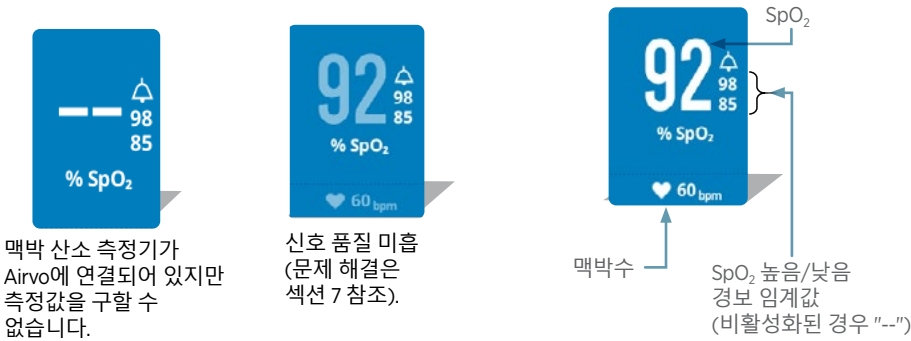 --
98
85
% SpO₂
맥박 산소 측정기가
Airvo에 연결되어 있지만
측정값을 구할 수
없습니다.
92
98
85
% SpO₂
60 bpm
신호 품질 미흡
(문제 해결은
섹션 7 참조).
SpO₂
92
98
85
% SpO₂
60 bpm
맥박수
SpO₂ 높음/낮음
경보 임계값
(비활성화된 경우 "--")